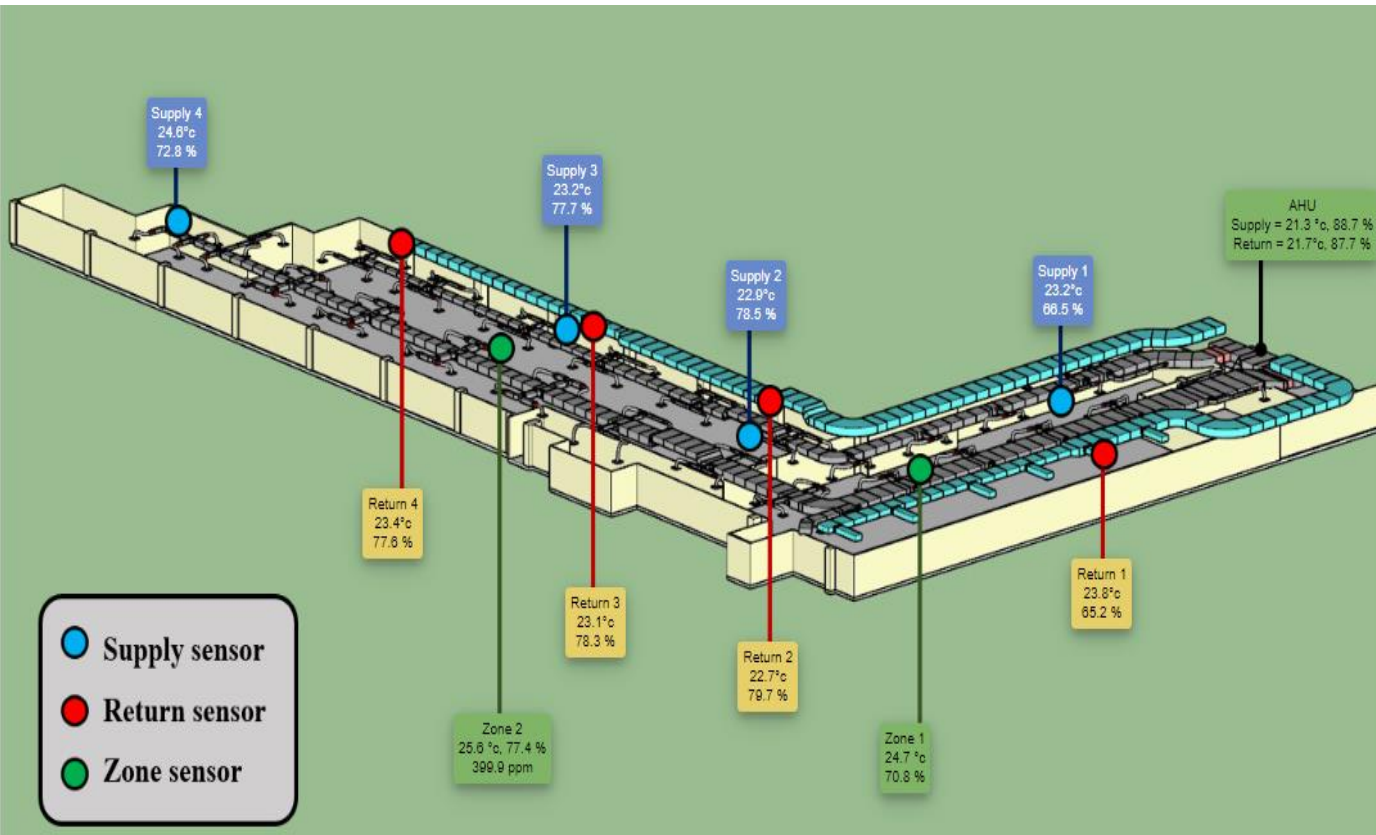 Supply 4
24.6°c
72.8 %
Supply 3
23.2°c
77.7 %
Supply 2
22.9°c
78.5 %
Supply 1
23.2°c
66.5 %
AHU
Supply = 21.3 °c, 88.7 %
Return = 21.7°c, 87.7 %
Return 4
23.4°c
77.6 %
Return 3
23.1°c
78.3 %
Return 2
22.7°c
79.7 %
Return 1
23.8°c
65.2 %
Zone 2
25.6 °c, 77.4 %
399.9 ppm
Zone 1
24.7 °c
70.8 %
Supply sensor
Return sensor
Zone sensor